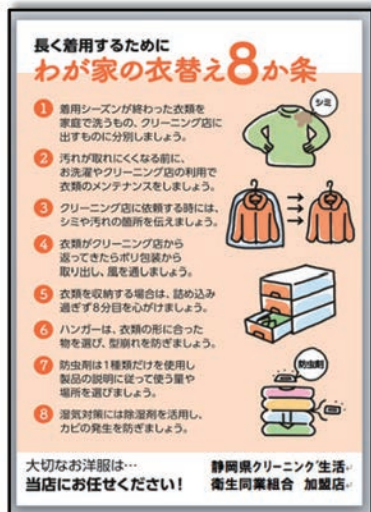 長く着用するために
わが家の衣替え8か条
1 着用シーズンが終わった衣類を
家庭で洗うもの、クリーニング店に
出すものに分別しましょう。
2 汚れが取れにくくなる前に、
お洗濯やクリーニング店の利用で
衣類のメンテナンスをしましょう。
3 クリーニング店に依頼する時には、
シミや汚れの箇所を伝えましょう。
4 衣類がクリーニング店から
返ってきたらポリ包装から
取り出し、風を通しましょう。
5 衣類を収納する場合は、詰め込み
過ぎず8分目を心がけましょう。
6 ハンガーは、衣類の形に合った
物を選び、型崩れを防ぎましょう。
7 防虫剤は1種類だけを使用し
製品の説明に従って使う量や
場所を選びましょう。
8 湿気対策には除湿剤を活用し、
カビの発生を防ぎましょう。
シミ
防虫剤
大切なお洋服は…
当店にお任せください!
静岡県クリーニング生活
衛生同業組合 加盟店